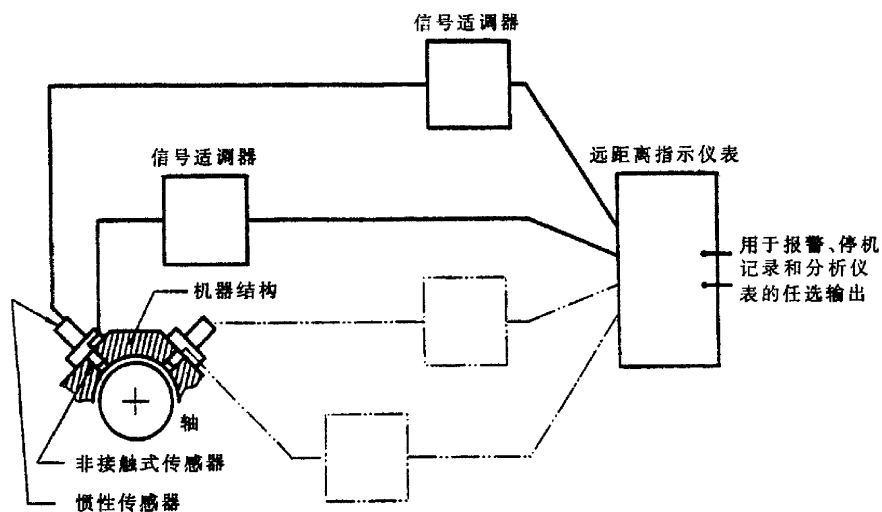 信号适调器
信号适调器
远距离指示仪表
用于报警、停机
记录和分析仪
表的任选输出
机器结构
轴
非接触式传感器
惯性传感器